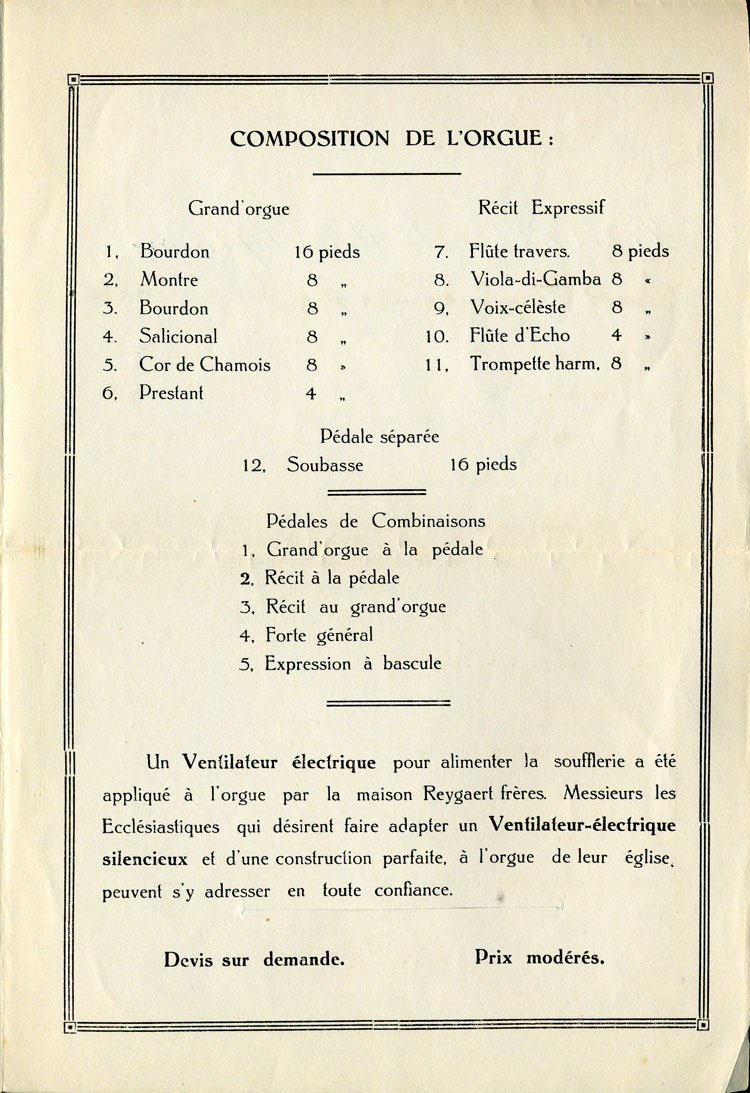 COMPOSITION DE L'ORGUE :
Grand'orgue
1, Bourdon 16 pieds
2, Montre 8 „
3. Bourdon 8 „
4. Salicional 8 „
5. Cor de Chamois 8 »
6, Prestant 4 „
Récit Expressif
7. Flûte travers. 8 pieds
8. Viola-di-Gamba 8 «
9, Voix-célèste 8 „
10. Flûte d'Echo 4 »
11, Trompette harm, 8 „
Pédale séparée
12, Soubasse 16 pieds
Pédales de Combinaisons
1, Grand'orgue à la pédale
2, Récit à la pédale
3, Récit au grand'orgue
4, Forte général
5, Expression à bascule
Un Ventilateur électrique pour alimenter la soufflerie a été
appliqué à l'orgue par la maison Reygaert frères. Messieurs les
Ecclésiastiques qui désirent faire adapter un Ventilateur-électrique
silencieux et d'une construction parfaite, à l'orgue de leur église,
peuvent s'y adresser en toute confiance.
Devis sur demande. Prix modérés.